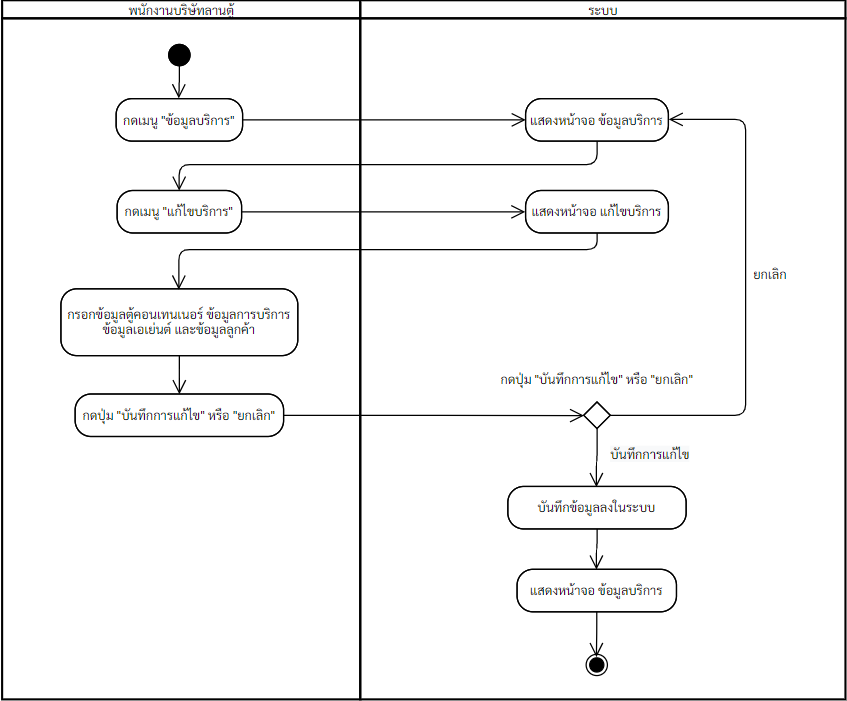 พนักงานบริษัทลานตู้
ระบบ
กดเมนู "ข้อมูลบริการ"
แสดงหน้าจอ ข้อมูลบริการ
กดเมนู "แก้ไขบริการ"
แสดงหน้าจอ แก้ไขบริการ
ยกเลิก
กรอกข้อมูลตู้คอนเทนเนอร์ ข้อมูลการบริการ
ข้อมูลเอเย่นต์ และข้อมูลลูกค้า
กดปุ่ม "บันทึกการแก้ไข" หรือ "ยกเลิก"
กดปุ่ม "บันทึกการแก้ไข" หรือ "ยกเลิก"
บันทึกการแก้ไข
บันทึกข้อมูลลงในระบบ
แสดงหน้าจอ ข้อมูลบริการ